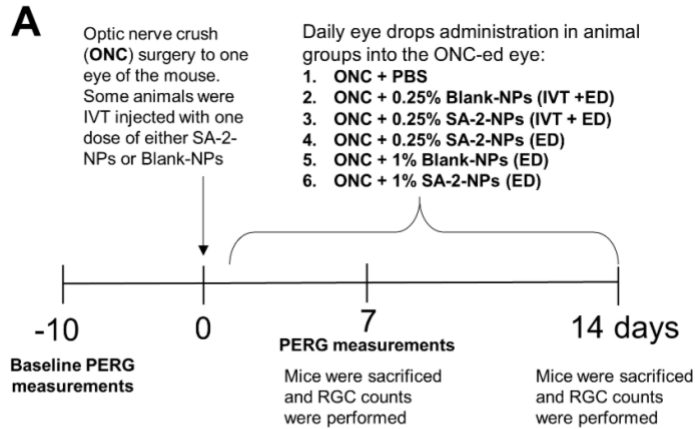 A
Optic nerve crush
(ONC) surgery to one
eye of the mouse.
Some animals were
IVT injected with one
dose of either SA-2-
NPs or Blank-NPs
Daily eye drops administration in animal
groups into the ONC-ed eye:
1. ONC + PBS
2. ONC + 0.25% Blank-NPs (IVT +ED)
3. ONC + 0.25% SA-2-NPs (IVT + ED)
4. ONC + 0.25% SA-2-NPs (ED)
5. ONC + 1% Blank-NPs (ED)
6. ONC + 1% SA-2-NPs (ED)
-10
0
7
14 days
Baseline PERG
measurements
PERG measurements
Mice were sacrificed
and RGC counts
were performed
Mice were sacrificed
and RGC counts
were performed